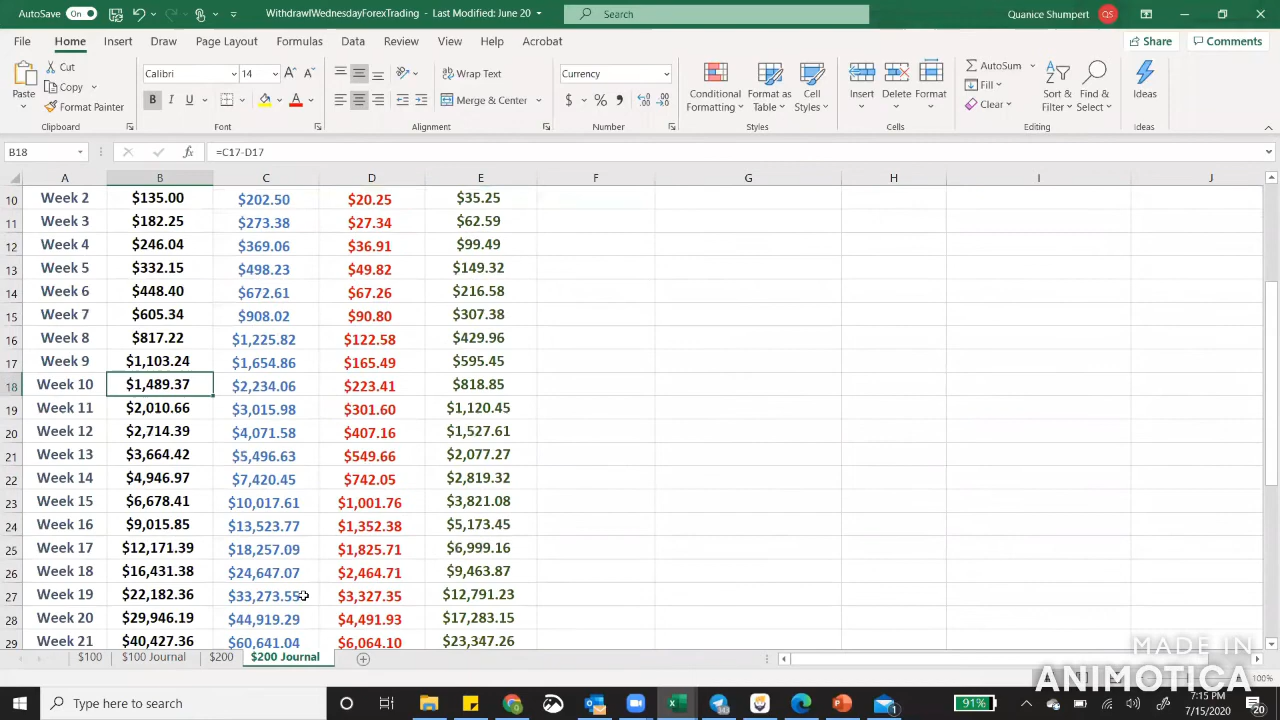 AutoSave On WithdrawlWednesdayForexTrading - Last Modified: June 20 Search Quanice Shumpert QS
File Home Insert Draw Page Layout Formulas Data Review View Help Acrobat Share Comments
Paste Cut Copy Format Painter
Calibri 14 A A
B I U A
Wrap Text
Merge & Center
Currency
$ % ,
Conditional Formatting Format as Table Cell Styles
Insert Delete Format
AutoSum
Fill
Clear
Sort & Filter Find & Select
Ideas
Clipboard Font Alignment Number Styles Cells Editing Ideas
B18 fx =C17-D17
A B C D E F G H I J
10 Week 2 $135.00 $202.50 $20.25 $35.25
11 Week 3 $182.25 $273.38 $27.34 $62.59
12 Week 4 $246.04 $369.06 $36.91 $99.49
13 Week 5 $332.15 $498.23 $49.82 $149.32
14 Week 6 $448.40 $672.61 $67.26 $216.58
15 Week 7 $605.34 $908.02 $90.80 $307.38
16 Week 8 $817.22 $1,225.82 $122.58 $429.96
17 Week 9 $1,103.24 $1,654.86 $165.49 $595.45
18 Week 10 $1,489.37 $2,234.06 $223.41 $818.85
19 Week 11 $2,010.66 $3,015.98 $301.60 $1,120.45
20 Week 12 $2,714.39 $4,071.58 $407.16 $1,527.61
21 Week 13 $3,664.42 $5,496.63 $549.66 $2,077.27
22 Week 14 $4,946.97 $7,420.45 $742.05 $2,819.32
23 Week 15 $6,678.41 $10,017.61 $1,001.76 $3,821.08
24 Week 16 $9,015.85 $13,523.77 $1,352.38 $5,173.45
25 Week 17 $12,171.39 $18,257.09 $1,825.71 $6,999.16
26 Week 18 $16,431.38 $24,647.07 $2,464.71 $9,463.87
27 Week 19 $22,182.36 $33,273.55 $3,327.35 $12,791.23
28 Week 20 $29,946.19 $44,919.29 $4,491.93 $17,283.15
29 Week 21 $40,427.36 $60,641.04 $6,064.10 $23,347.26
$100 $100 Journal $200 $200 Journal
MADE IN
ANIMOTICA
100%
Type here to search 91% 7:15 PM
7/15/2020 20